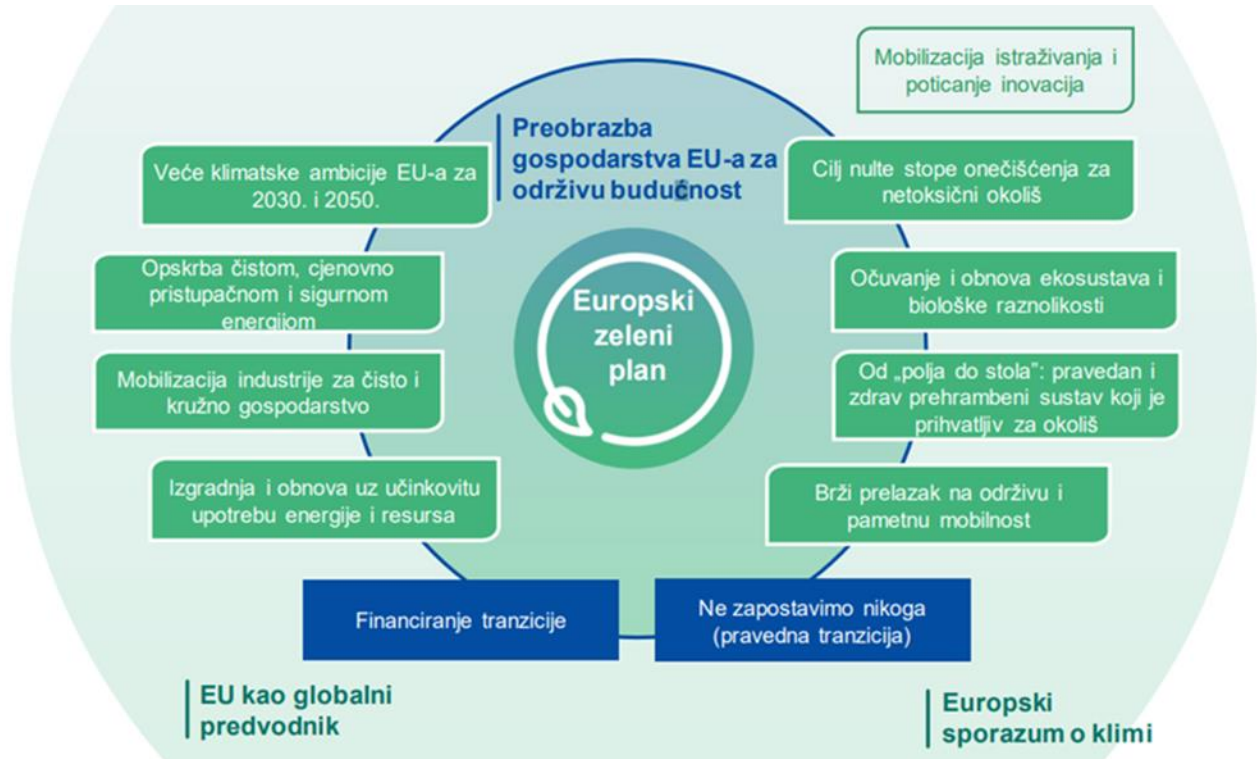 Mobilizacija istraživanja i
poticanje inovacija
Preobrazba
gospodarstva EU-a za
održivu budućnost
Veće klimatske ambicije EU-a za
2030. i 2050.
Cilj nulte stope onečišćenja za
netoksični okoliš
Opskrba čistom, cjenovno
pristupačnom i sigurnom
energijom
Europski
zeleni
plan
Očuvanje i obnova ekosustava i
biološke raznolikosti
Mobilizacija industrije za čisto i
kružno gospodarstvo
Od „polja do stola”: pravedan i
zdrav prehrambeni sustav koji je
prihvatljiv za okoliš
Izgradnja i obnova uz učinkovitu
upotrebu energije i resursa
Brži prelazak na održivu i
pametnu mobilnost
Financiranje tranzicije
Ne zapostavimo nikoga
(pravedna tranzicija)
EU kao globalni
predvodnik
Europski
sporazum o klimi